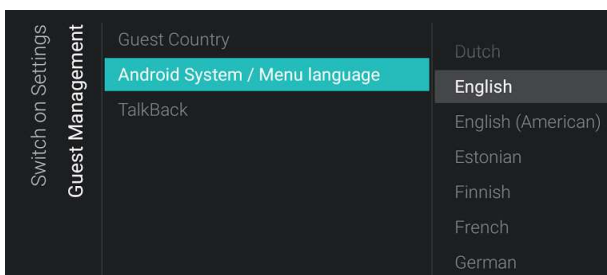 Switch on Settings
Guest Management
Guest Country
Android System / Menu language
TalkBack
Dutch
English
English (American)
Estonian
Finnish
French
German